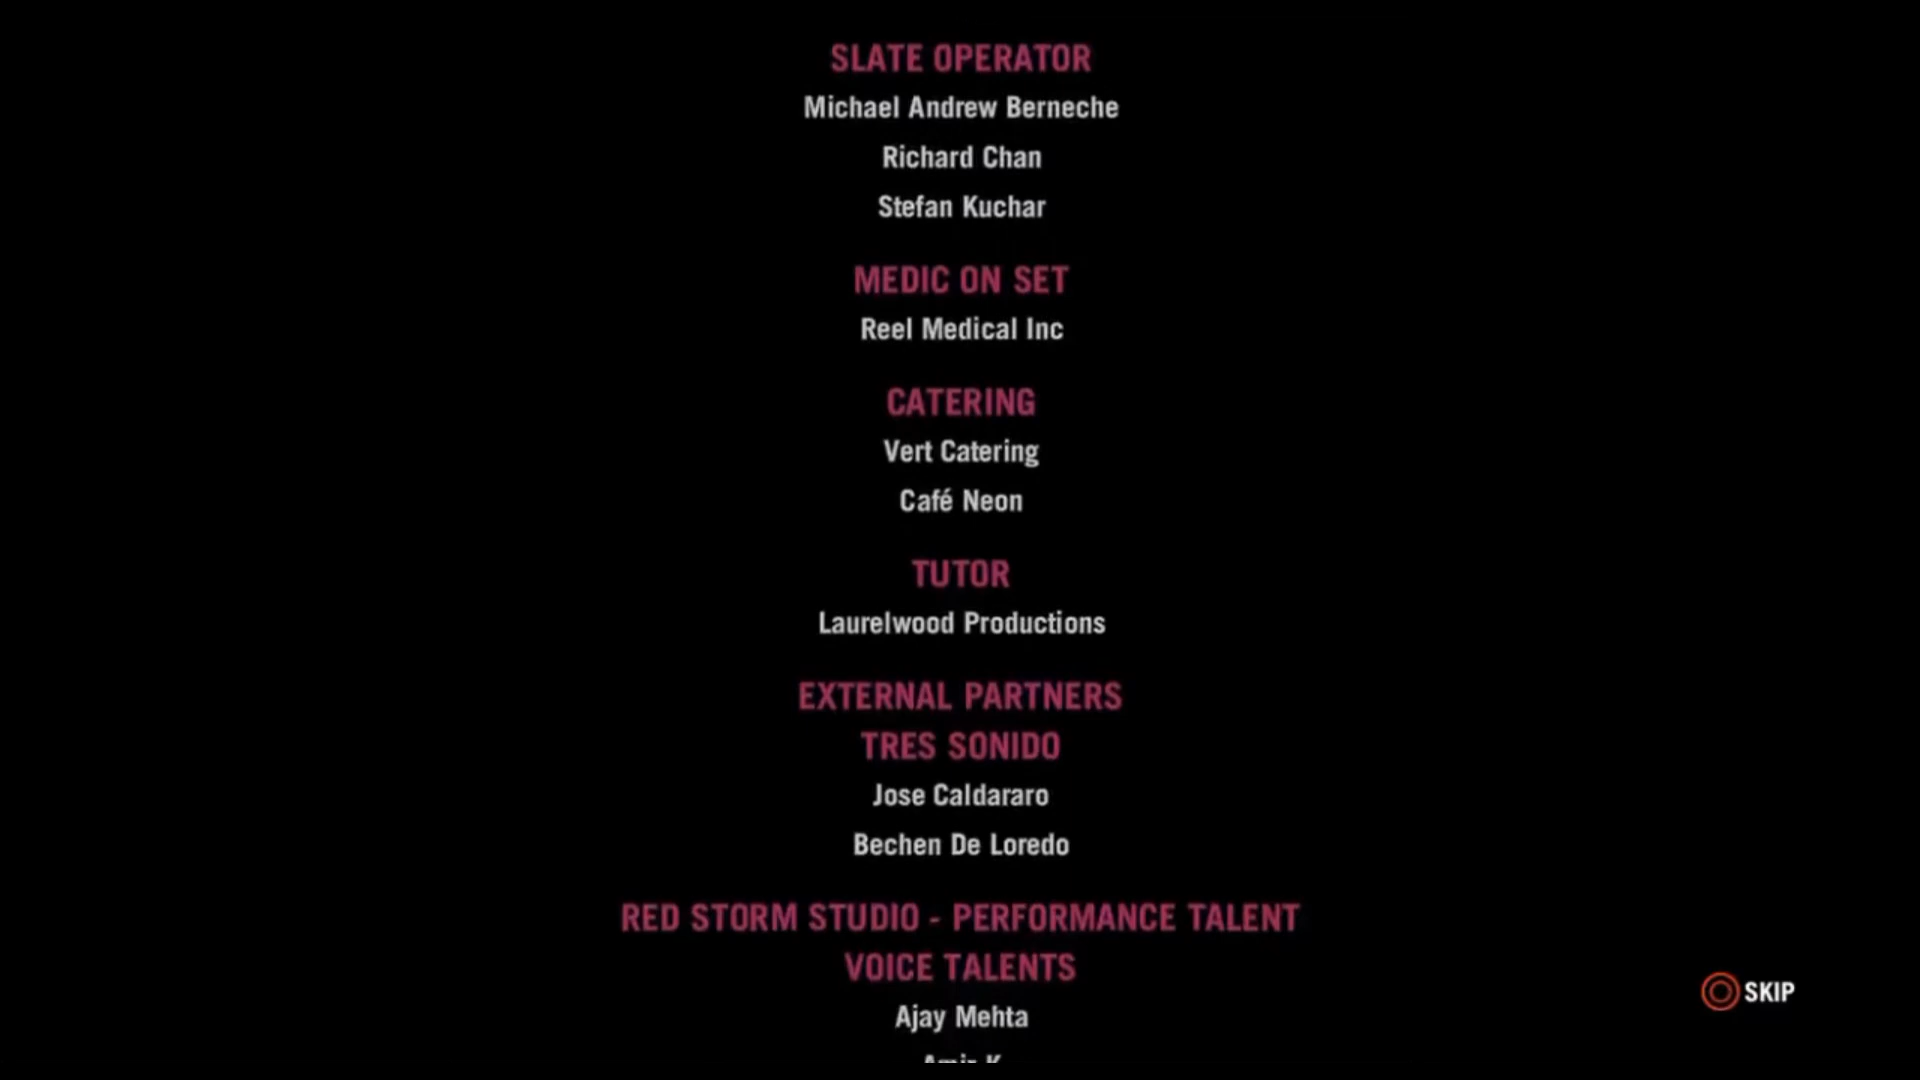 SLATE OPERATOR
Michael Andrew Berneche
Richard Chan
Stefan Kuchar
MEDIC ON SET
Reel Medical Inc
CATERING
Vert Catering
Café Neon
TUTOR
Laurelwood Productions
EXTERNAL PARTNERS
TRES SONIDO
Jose Caldararo
Bechen De Loredo
RED STORM STUDIO - PERFORMANCE TALENT
VOICE TALENTS
SKIP
Ajay Mehta